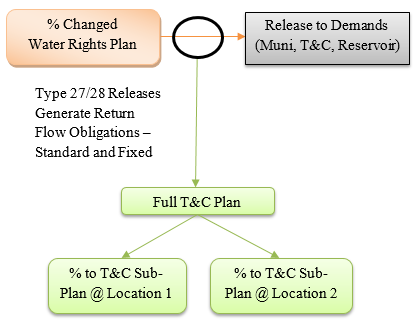 % Changed
Water Rights Plan
Release to Demands
(Muni, T&C, Reservoir)
Type 27/28 Releases
Generate Return
Flow Obligations –
Standard and Fixed
Full T&C Plan
% to T&C Sub-
Plan @ Location 1
% to T&C Sub-
Plan @ Location 2